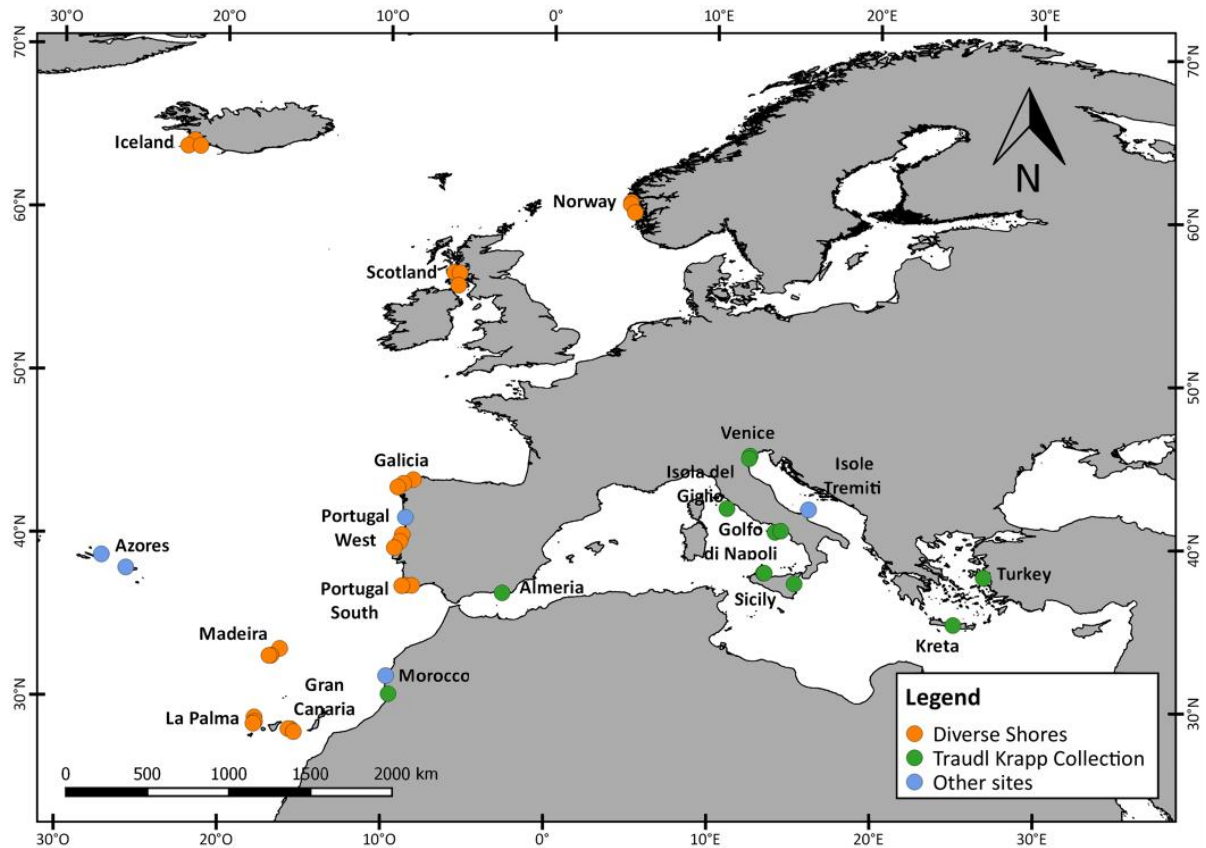 30°O 20°O 10°O 0° 10°E 20°E 30°E
70°N
70°N
Iceland
N
60°N
Norway
60°N
Scotland
50°N
50°N
Venice
Galicia
Isola del
Giglio
Isole
Tremiti
Portugal
West
40°N
Golfo
di Napoli
40°N
Azores
Portugal
South
Almeria
Sicily
Turkey
Madeira
Kreta
Morocco
Gran
Canaria
30°N
30°N
La Palma
Legend
Diverse Shores
Traudl Krapp Collection
Other sites
0 500 1000 1500 2000 km
30°O 20°O 10°O 0° 10°E 20°E 30°E